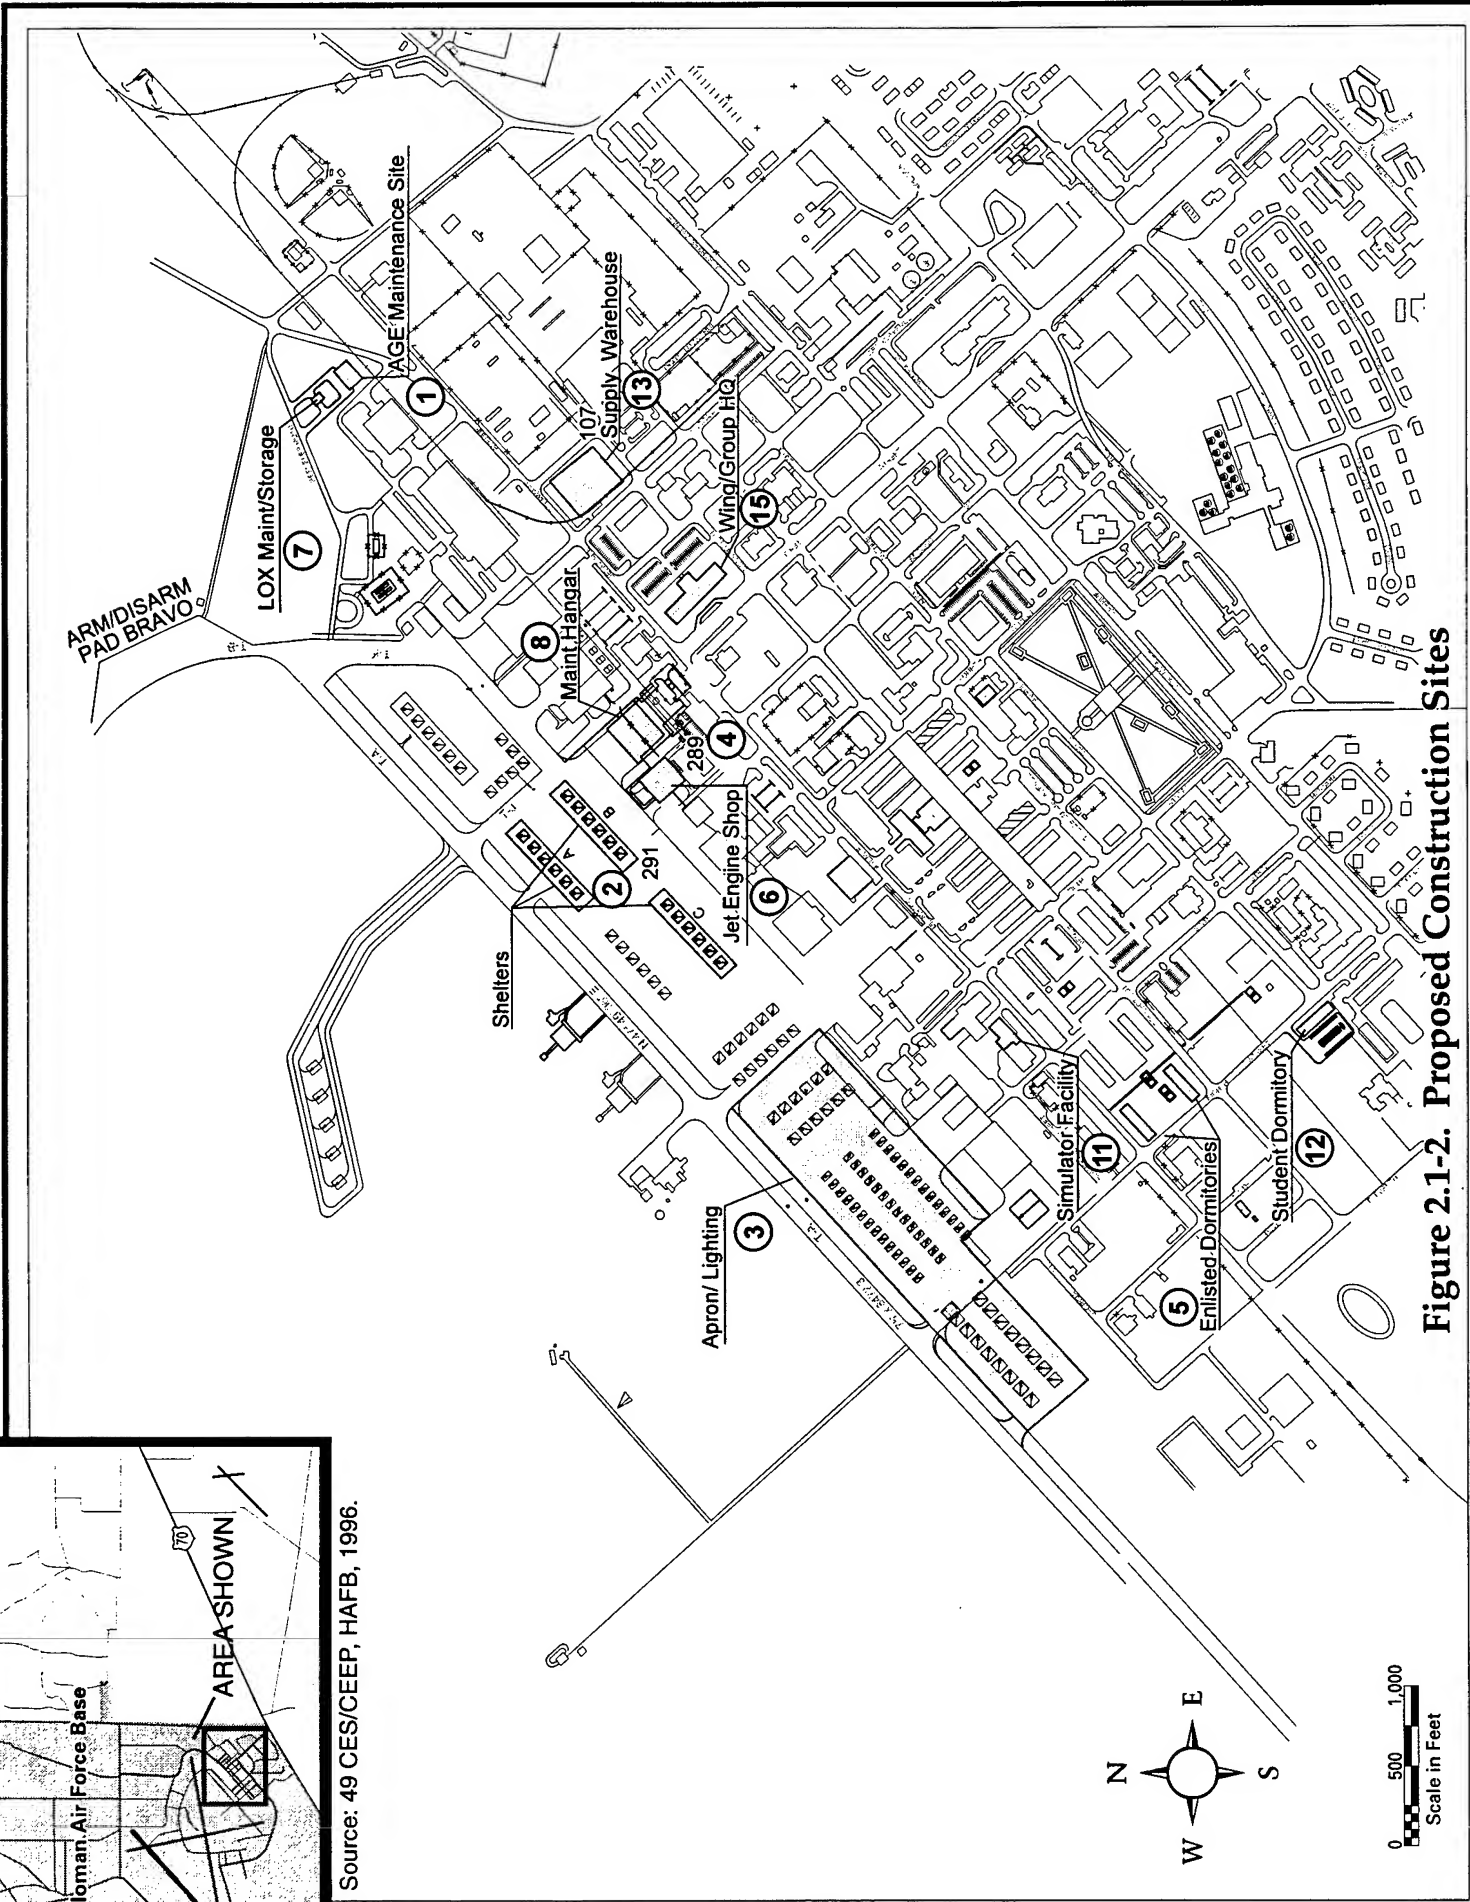 loman Air Force Base
AREA SHOWN
70
Source: 49 CES/CEEP, HAFB, 1996.
ARM/DISARM
PAD BRAVO
LOX Maint/Storage
7
AGE Maintenance Site
1
107
Supply Warehouse
13
Wing/Group HQ
15
8
Maint. Hangar
289
4
Jet Engine Shop
6
Shelters
A
B
C
2
291
T-A
Apron/ Lighting
3
T-A
Simulator Facility
11
5
Enlisted Dormitories
Student Dormitory
12
N
W
E
S
0
500
1,000
Scale in Feet
Figure 2.1-2. Proposed Construction Sites